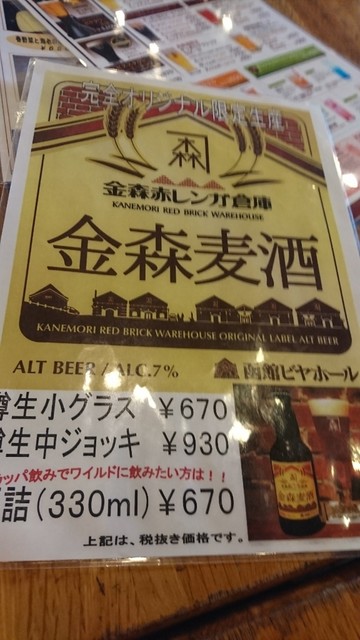 完全オリジナル限定生産
森
金森赤レンガ倉庫
KANEMORI RED BRICK WAREHOUSE
金森麦酒
KANEMORI RED BRICK WAREHOUSE ORIGINAL LABEL ALT BEER
ALT BEER / ALC.7%
函館ビヤホール
樽生小グラス ¥670
樽生中ジョッキ ¥930
ッパ飲みでワイルドに飲みたい方は!!
詰(330ml) ¥670
金森麦酒
上記は、税抜き価格です。